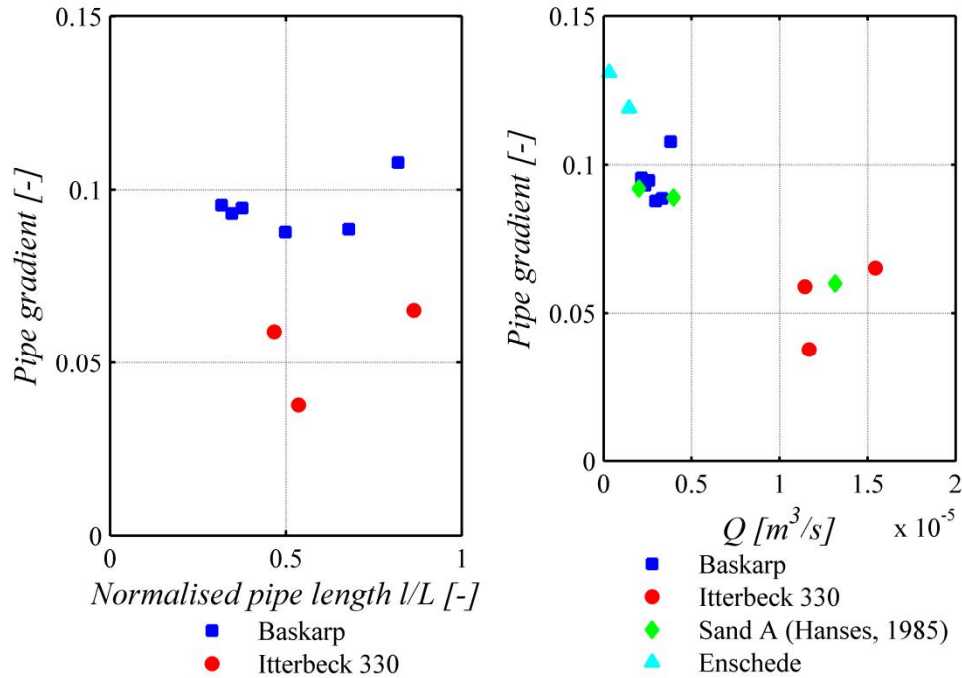 0.15
0.1
0.05
0
0
0.5
1
Pipe gradient [-]
Normalised pipe length l/L [-]
Baskarp
Itterbeck 330
0.15
0.1
0.05
0
0
0.5
1
1.5
2
x 10^-5
Pipe gradient [-]
Q [m^3/s]
Baskarp
Itterbeck 330
Sand A (Hanses, 1985)
Enschede